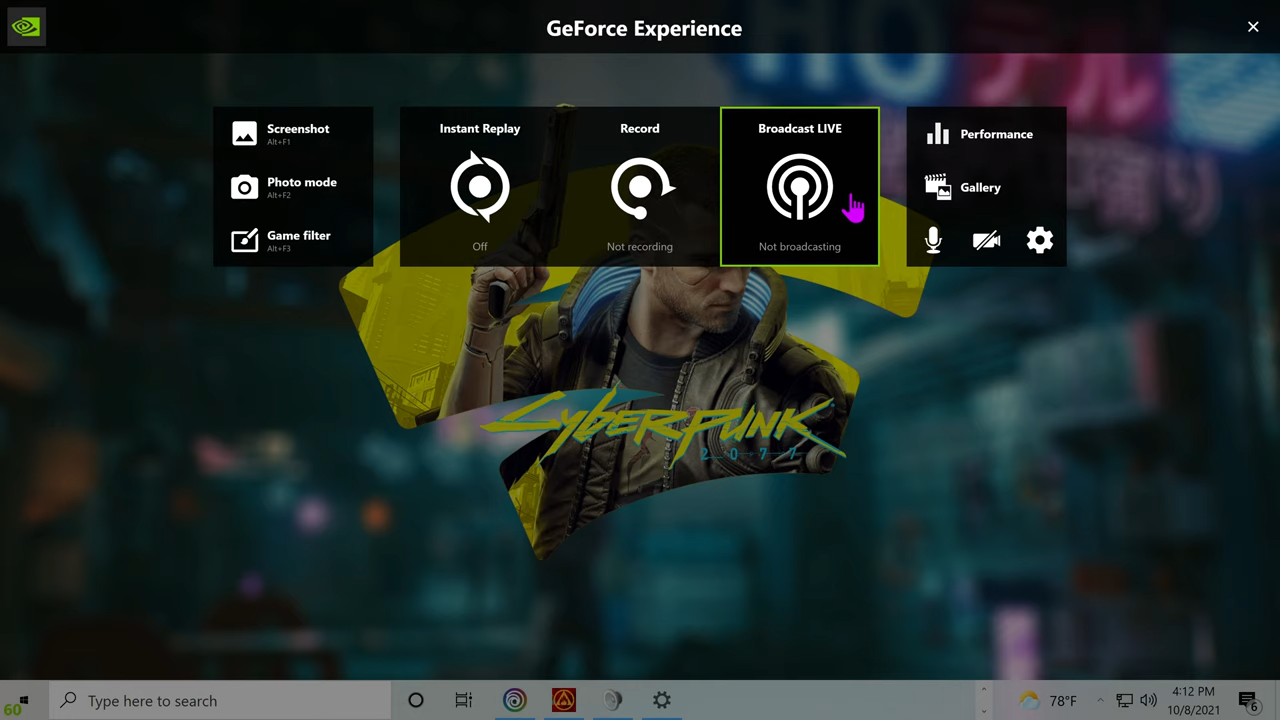 GeForce Experience
Screenshot
Alt+F1
Photo mode
Alt+F2
Game filter
Alt+F3
Instant Replay
Off
Record
Not recording
Broadcast LIVE
Not broadcasting
Performance
Gallery
Cyberpunk
2077
60
Type here to search
78°F
4:12 PM
10/8/2021
6